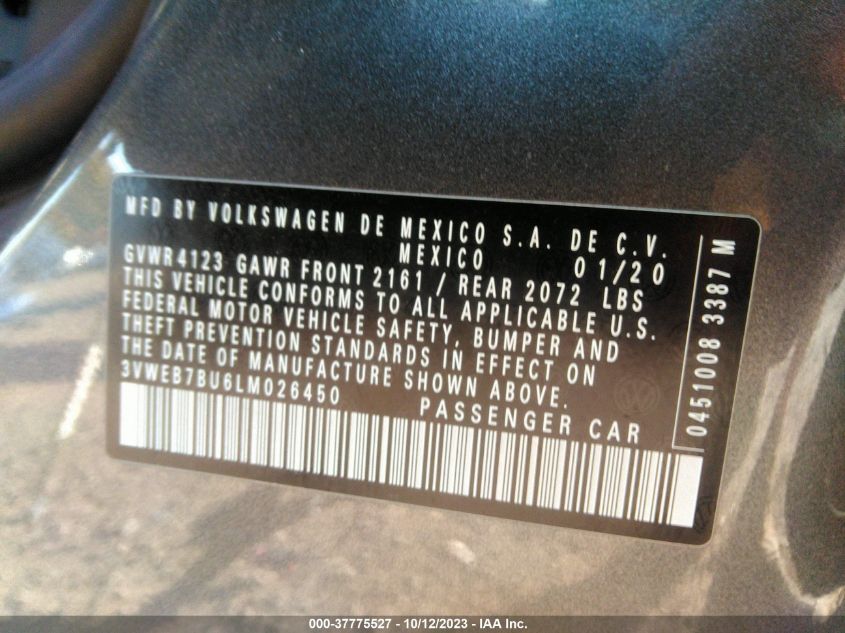 MFD BY VOLKSWAGEN DE MEXICO S.A. DE C.V.
MEXICO 01/20
GVWR 4123 GAWR FRONT 2161 / REAR 2072 LBS
THIS VEHICLE CONFORMS TO ALL APPLICABLE U.S.
FEDERAL MOTOR VEHICLE SAFETY, BUMPER AND
THEFT PREVENTION STANDARDS IN EFFECT ON
THE DATE OF MANUFACTURE SHOWN ABOVE.
3VWEB7BU6LM026450 PASSENGER CAR
0451008 3387 M
000-37775527 - 10/12/2023 - IAA Inc.